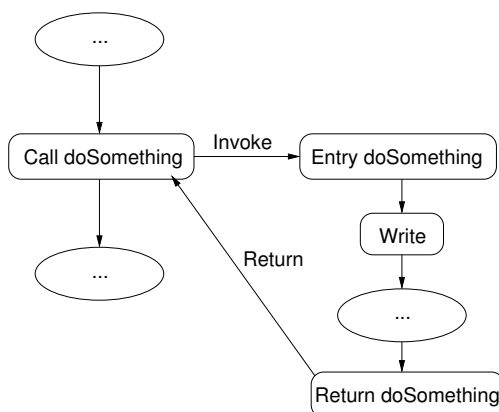 ...
Call doSomething
Invoke
Entry doSomething
Write
...
Return
...
Return doSomething